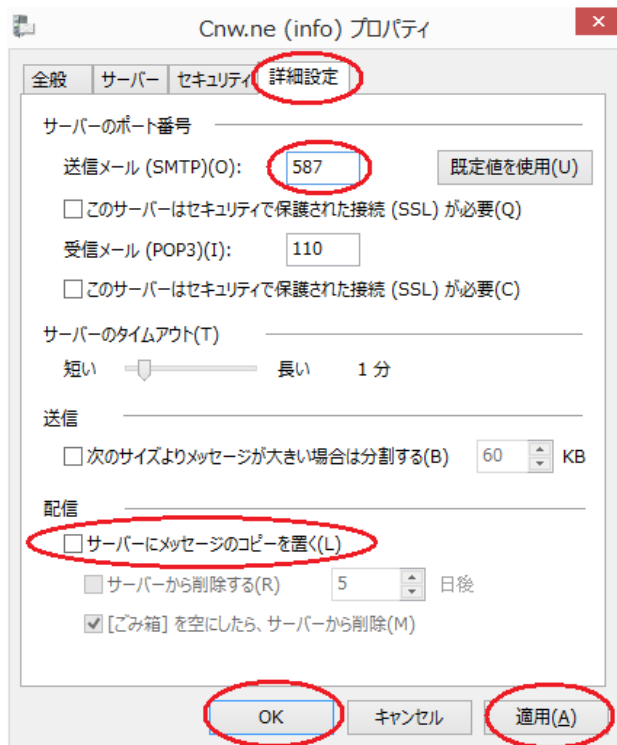 Cnw.ne (info) プロパティ
全般 サーバー セキュリティ 詳細設定
サーバーのポート番号
送信メール (SMTP)(O): 587 既定値を使用(U)
このサーバーはセキュリティで保護された接続 (SSL) が必要(Q)
受信メール (POP3)(I): 110
このサーバーはセキュリティで保護された接続 (SSL) が必要(C)
サーバーのタイムアウト(T)
短い 長い 1 分
送信
次のサイズよりメッセージが大きい場合は分割する(B) 60 KB
配信
サーバーにメッセージのコピーを置く(L)
サーバーから削除する(R) 5 日後
[ごみ箱] を空にしたら、サーバーから削除(M)
OK キャンセル 適用(A)